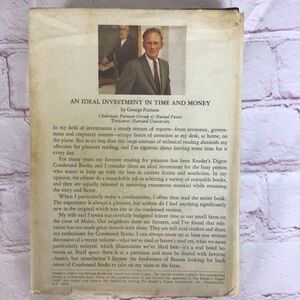 AN IDEAL INVESTMENT IN TIME AND MONEY
by George Putnam
Chairman, Putnam Group of Mutual Funds
Treasurer, Harvard University
In my field of investments a steady stream of reports—from economic, govern-
ment and corporate sources—occupy hours of attention at my desk, at home, on
the plane. But in no way does this large amount of technical reading diminish my
affection for pleasure reading, and I'm rigorous about leaving some time for it
every day.
For many years my favorite reading for pleasure has been Reader's Digest
Condensed Books, and I consider them an ideal investment for the busy person
who wants to keep up with the best in current fiction and nonfiction. In my
opinion, the editors do a remarkable job in selecting a variety of enjoyable books,
and they are equally talented in removing extraneous material while retaining
the story and flavor.
When I particularly enjoy a condensation, I often then read the entire book.
The experience is always a pleasure, but seldom do I find anything significantly
new in the original which was lost in the condensed version.
My wife and I spend our carefully budgeted leisure time at our small farm on
the coast of Maine. Our neighbors there are farmers, and I've found that tele-
vision has not made great strides with them. They are still avid readers and share
my enthusiasm for Condensed Books. I can always count on at least one serious
discussion of a recent volume—what we've read or haven't read yet, what we most
particularly enjoyed, which illustrations we've liked best—it's a real bond be-
tween us. Shelf space there is at a premium and must be shared with favorite
classics, but nonetheless I browse the bookstores of Boston looking for back
issues of Condensed Books to take on my visits to the farm.